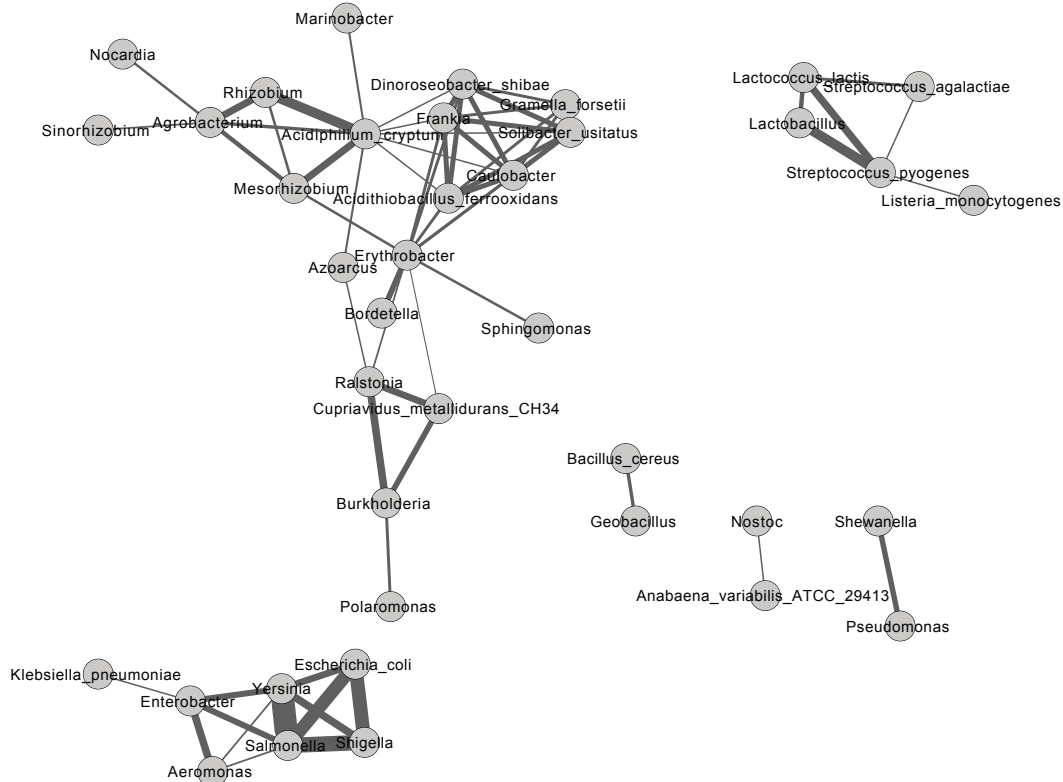 Marinobacter
Nocardia
Dinoroseobacter_shibae
Lactococcus_lactis
Streptococcus_agalactiae
Rhizobium
Gramella_forsetii
Frankia
Agrobacterium
Sinorhizobium
Acidiphilium_cryptum
Solibacter_usitatus
Lactobacillus
Caulobacter
Streptococcus_pyogenes
Mesorhizobium
Acidithiobacillus_ferrooxidans
Listeria_monocytogenes
Erythrobacter
Azoarcus
Bordetella
Sphingomonas
Ralstonia
Cupriavidus_metallidurans_CH34
Bacillus_cereus
Burkholderia
Geobacillus
Nostoc
Shewanella
Anabaena_variabilis_ATCC_29413
Polaromonas
Pseudomonas
Escherichia_coli
Klebsiella_pneumoniae
Yersinia
Enterobacter
Salmonella
Shigella
Aeromonas